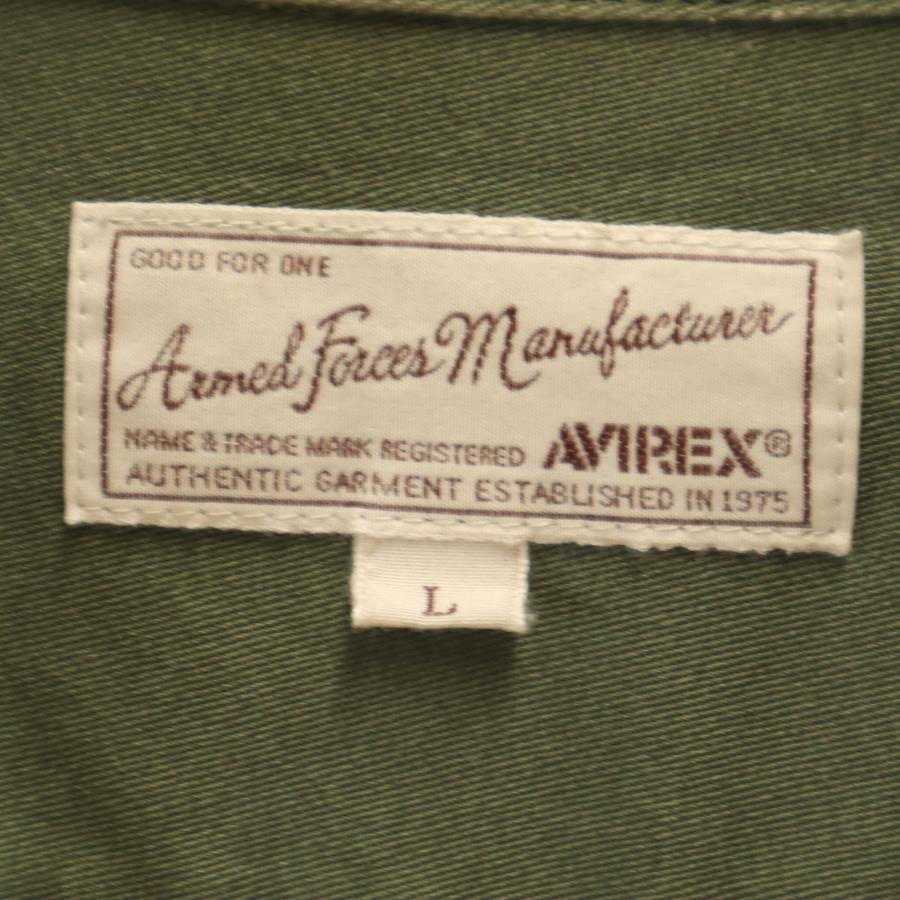 GOOD FOR ONE
Armed Forces Manufacturer
NAME & TRADE MARK REGISTERED AVIREX®
AUTHENTIC GARMENT ESTABLISHED IN 1975
L